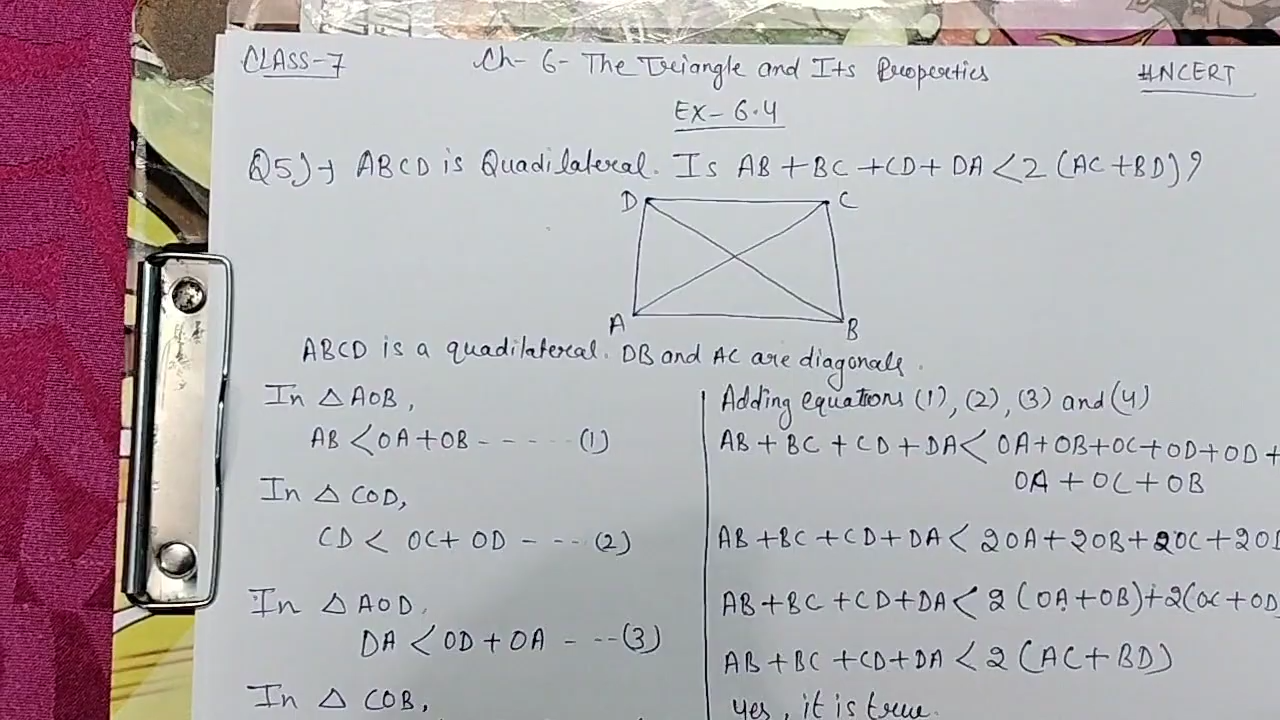 CLASS-7
Ch- 6- The Triangle and Its Properties
#NCERT
EX- 6.4
Q5)→ ABCD is Quadilateral. Is AB + BC + CD + DA < 2 (AC + BD)?
D
C
A
B
ABCD is a quadilateral. DB and AC are diagonals.
In △ AOB,
AB < OA + OB - - - - - (1)
In △ COD,
CD < OC + OD - - - - (2)
In △ AOD,
DA < OD + OA - - - (3)
In △ COB,
Adding equations (1), (2), (3) and (4)
AB + BC + CD + DA < OA + OB + OC + OD + OD +
OA + OC + OB
AB + BC + CD + DA < 2OA + 2OB + 2OC + 2OD
AB + BC + CD + DA < 2 (OA + OB) + 2(OC + OD
AB + BC + CD + DA < 2 (AC + BD)
yes, it is true.